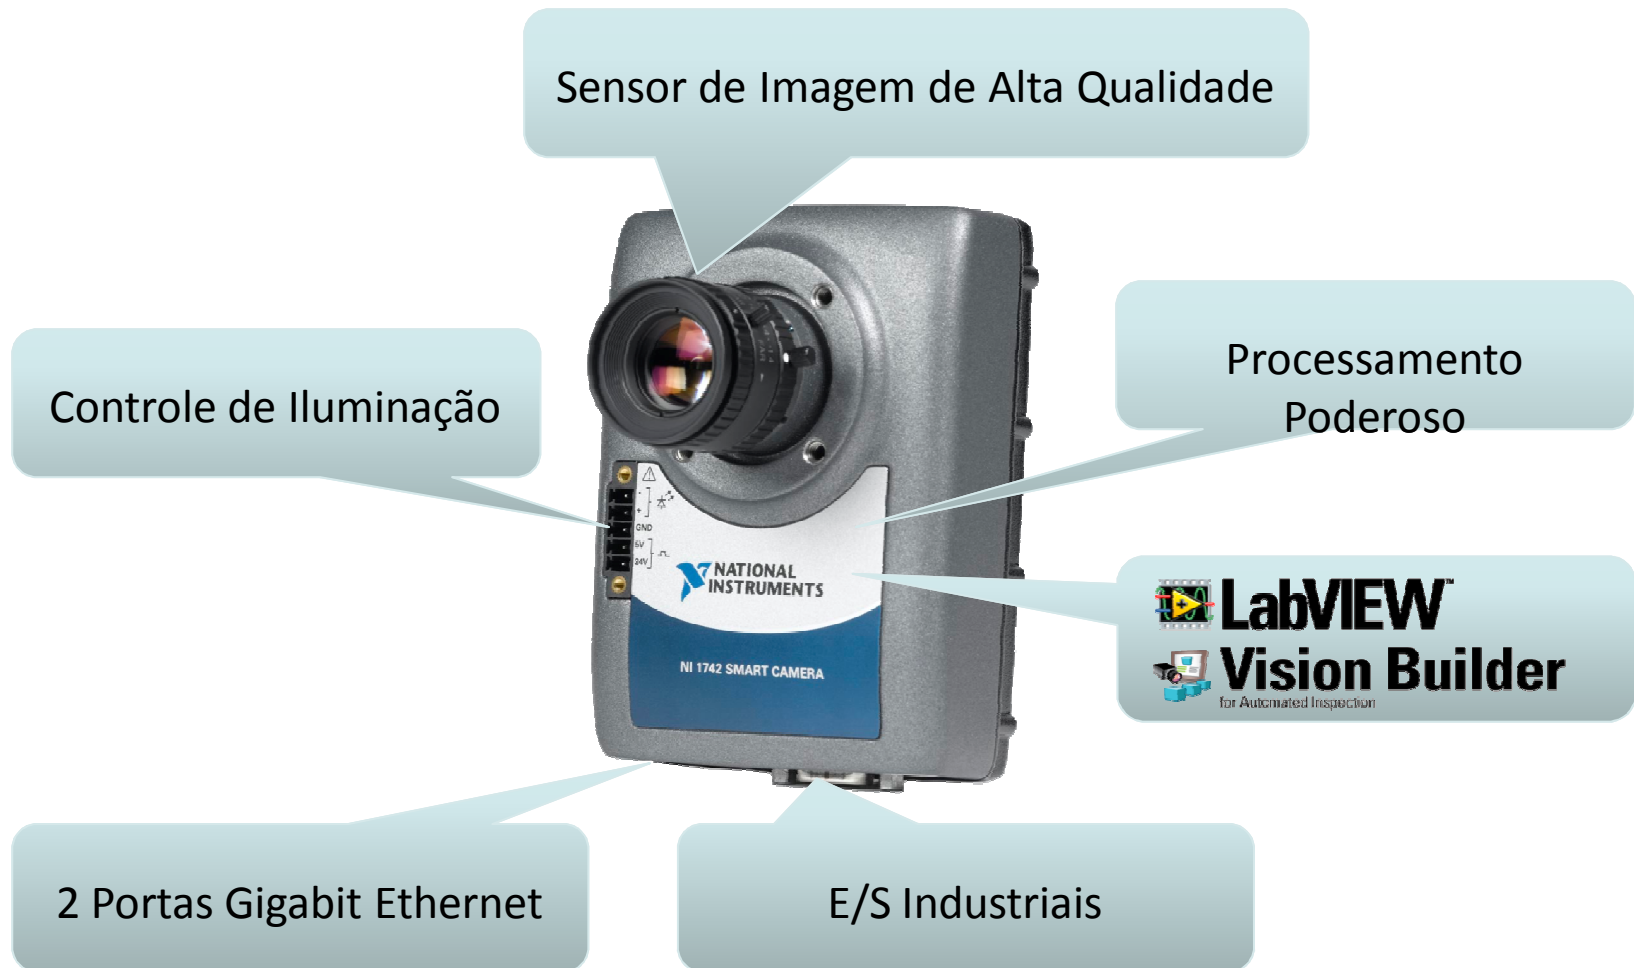 Sensor de Imagem de Alta Qualidade
Controle de Iluminação
Processamento
Poderoso
-
+
GND
5V
24V
NATIONAL
INSTRUMENTS
NI 1742 SMART CAMERA
LabVIEW™
Vision Builder
for Automated Inspection
2 Portas Gigabit Ethernet
E/S Industriais